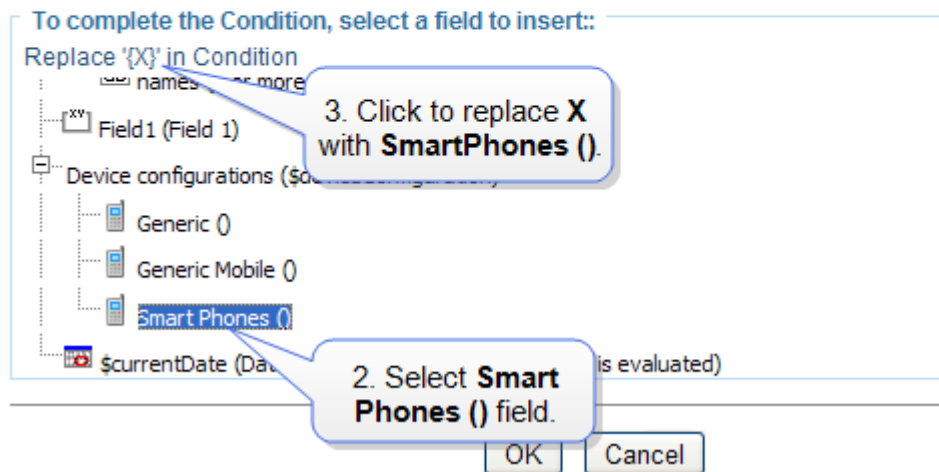 To complete the Condition, select a field to insert::
Replace '{X}' in Condition
names or more
3. Click to replace X
with SmartPhones ().
Field1 (Field 1)
Device configurations
Generic ()
Generic Mobile ()
Smart Phones ()
$currentDate is evaluated)
2. Select Smart
Phones () field.
OK Cancel